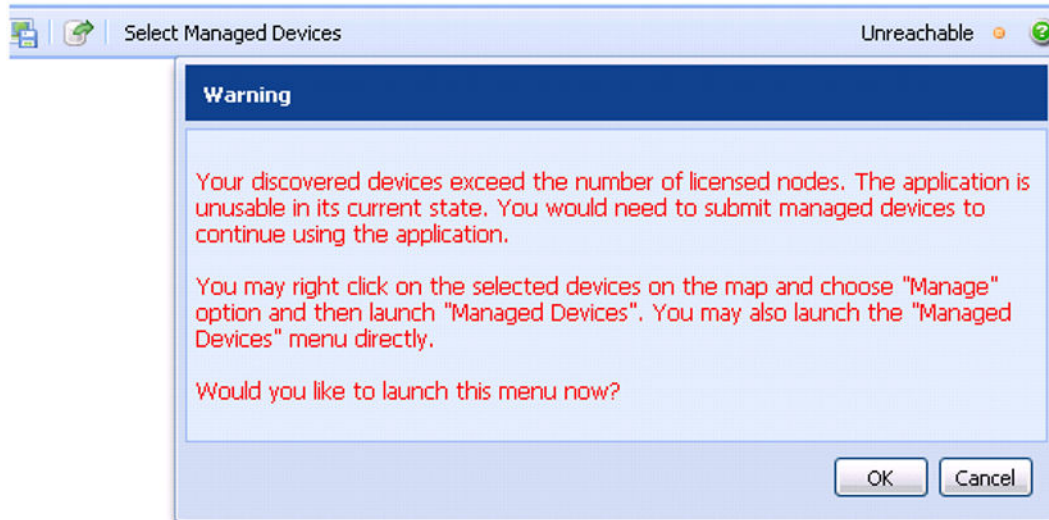 Select Managed Devices
Unreachable
Warning
Your discovered devices exceed the number of licensed nodes. The application is
unusable in its current state. You would need to submit managed devices to
continue using the application.
You may right click on the selected devices on the map and choose "Manage"
option and then launch "Managed Devices". You may also launch the "Managed
Devices" menu directly.
Would you like to launch this menu now?
OK
Cancel